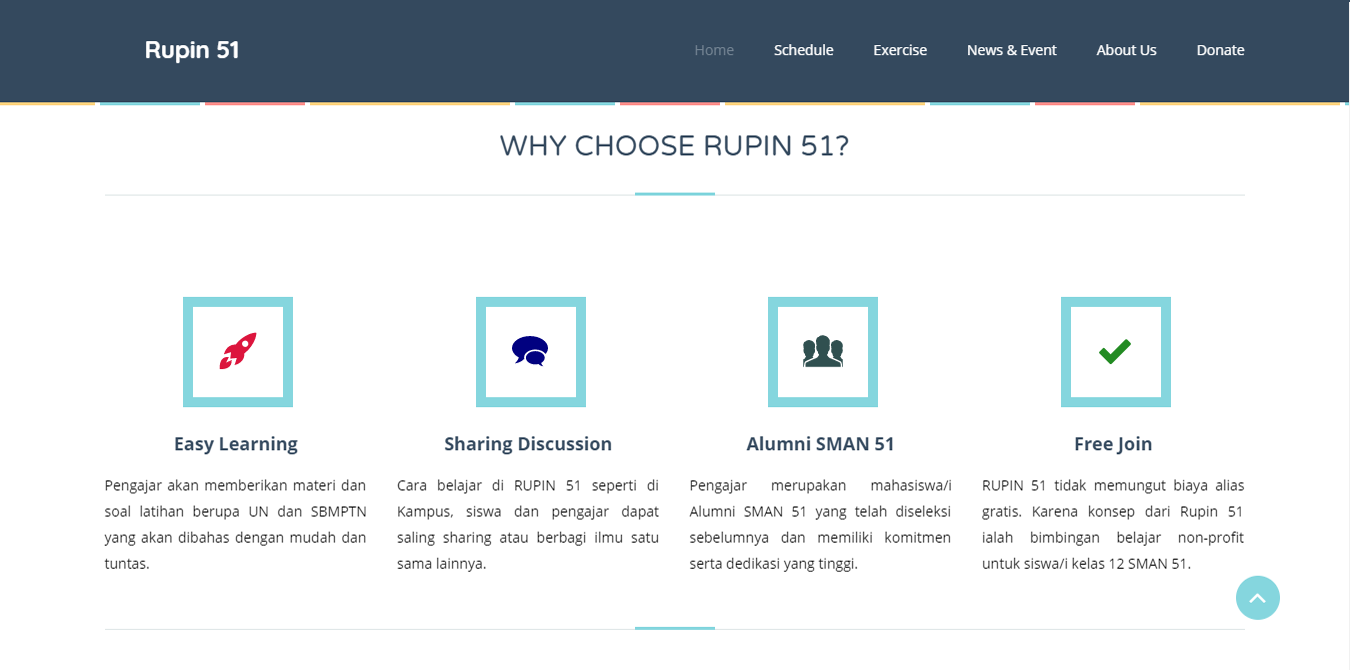 Rupin 51
Home Schedule Exercise News & Event About Us Donate
WHY CHOOSE RUPIN 51?
Easy Learning
Pengajar akan memberikan materi dan
soal latihan berupa UN dan SBMPTN
yang akan dibahas dengan mudah dan
tuntas.
Sharing Discussion
Cara belajar di RUPIN 51 seperti di
Kampus, siswa dan pengajar dapat
saling sharing atau berbagi ilmu satu
sama lainnya.
Alumni SMAN 51
Pengajar merupakan mahasiswa/i
Alumni SMAN 51 yang telah diseleksi
sebelumnya dan memiliki komitmen
serta dedikasi yang tinggi.
Free Join
RUPIN 51 tidak memungut biaya alias
gratis. Karena konsep dari Rupin 51
ialah bimbingan belajar non-profit
untuk siswa/i kelas 12 SMAN 51.